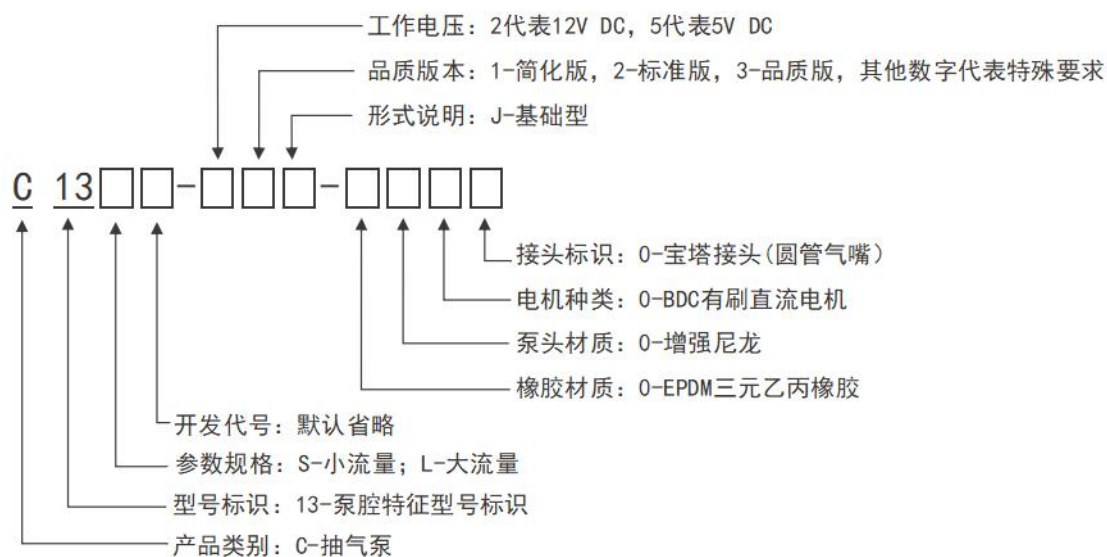 工作电压：2代表12V DC，5代表5V DC
品质版本：1-简化版，2-标准版，3-品质版，其他数字代表特殊要求
形式说明：J-基础型
C 13□□-□□□-□□□□
接头标识：0-宝塔接头(圆管气嘴)
电机种类：0-BDC有刷直流电机
泵头材质：0-增强尼龙
橡胶材质：0-EPDM三元乙丙橡胶
开发代号：默认省略
参数规格：S-小流量；L-大流量
型号标识：13-泵腔特征型号标识
产品类别：C-抽气泵